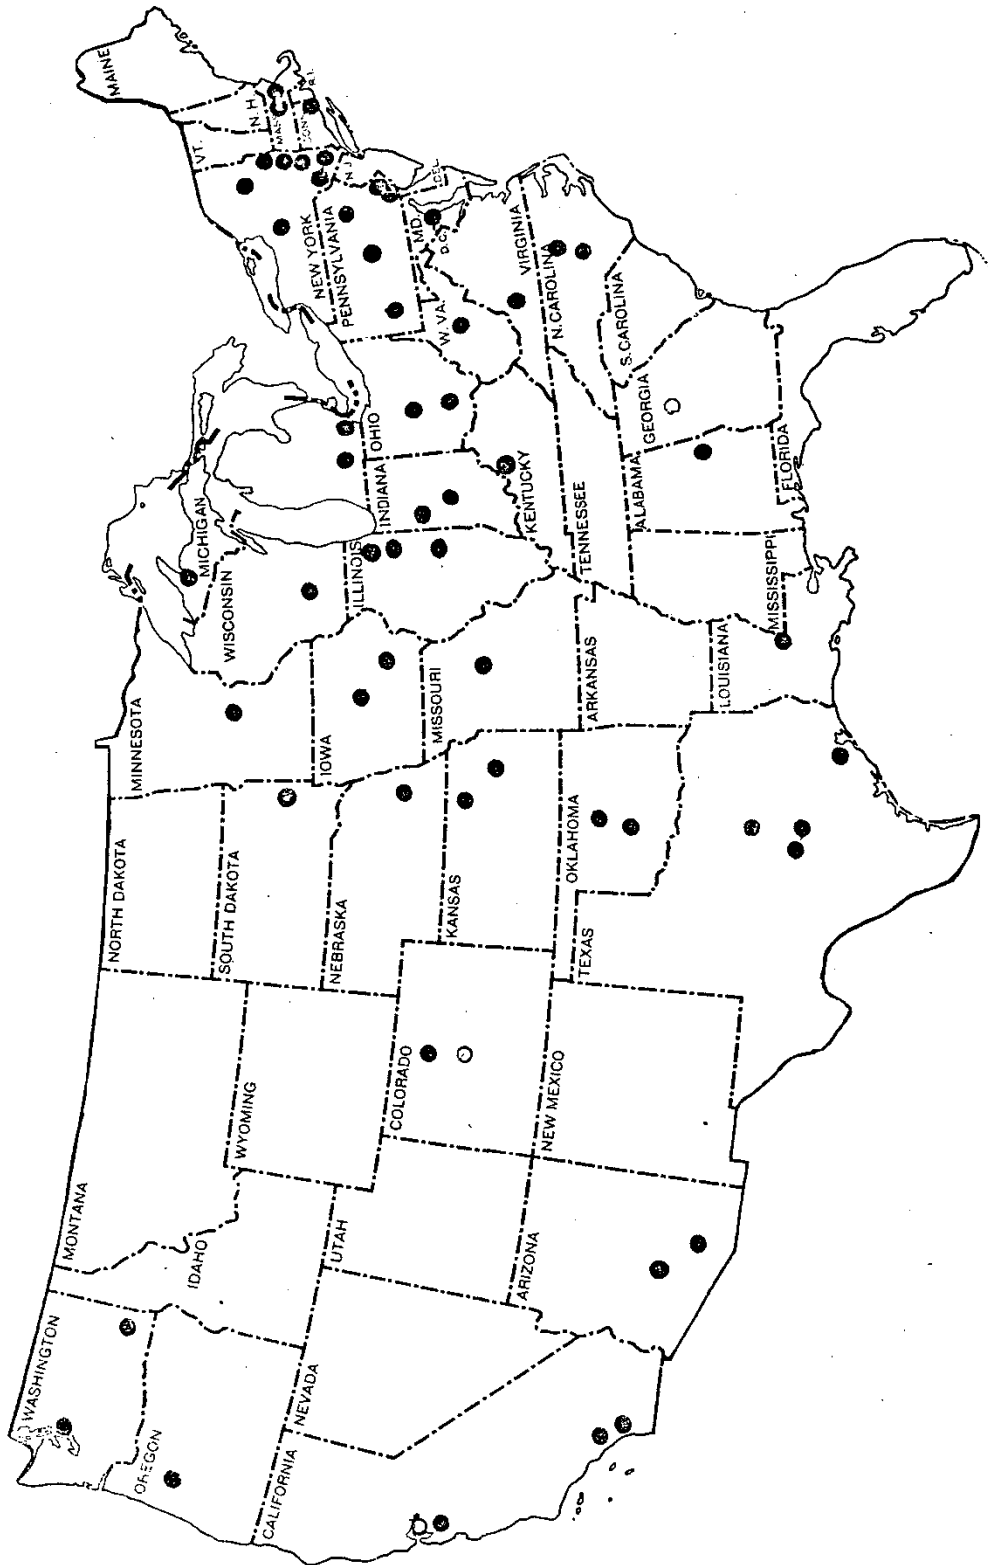 WASHINGTON
OREGON
CALIFORNIA
NEVADA
IDAHO
MONTANA
UTAH
ARIZONA
WYOMING
COLORADO
NEW MEXICO
NORTH DAKOTA
SOUTH DAKOTA
NEBRASKA
KANSAS
OKLAHOMA
TEXAS
MINNESOTA
IOWA
MISSOURI
ARKANSAS
LOUISIANA
WISCONSIN
MICHIGAN
ILLINOIS
INDIANA
OHIO
KENTUCKY
TENNESSEE
MISSISSIPPI
ALABAMA
GEORGIA
FLORIDA
S. CAROLINA
N. CAROLINA
VIRGINIA
W. VA.
MD.
D.C.
DEL.
PENNSYLVANIA
NEW YORK
N.J.
CONN
R.I.
MASS
VT.
N.H.
MAINE